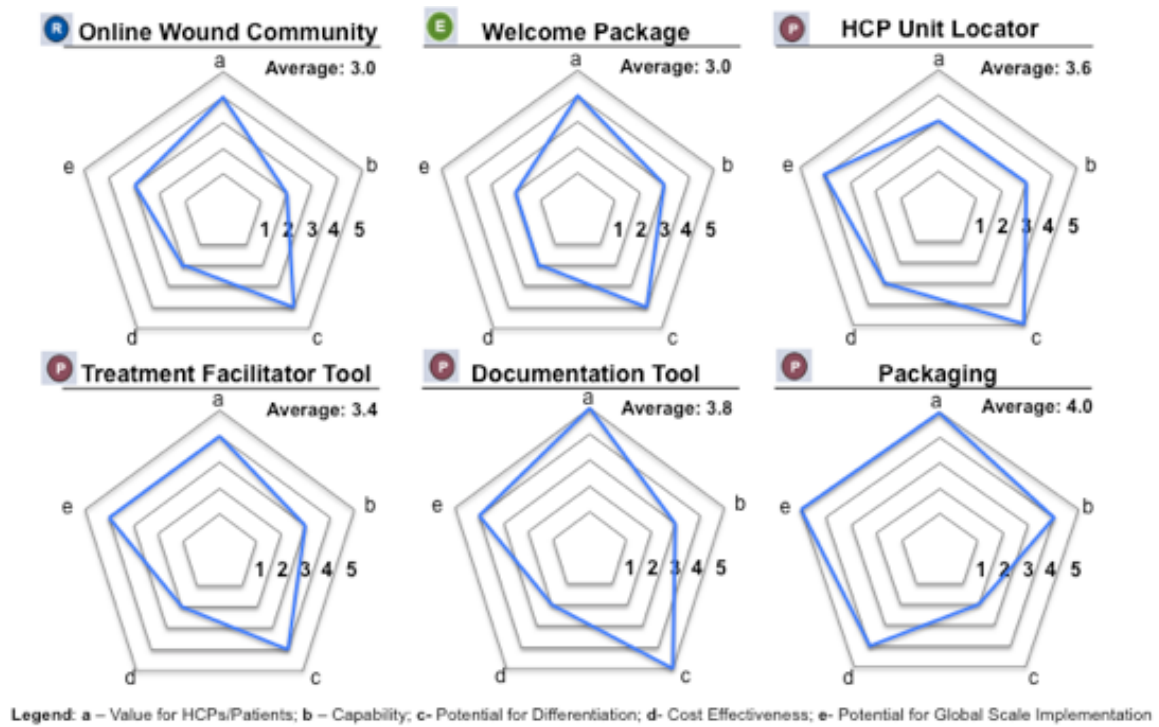 R Online Wound Community
Average: 3.0
a
b
c
d
e
1 2 3 4 5
E Welcome Package
Average: 3.0
a
b
c
d
e
1 2 3 4 5
P HCP Unit Locator
Average: 3.6
a
b
c
d
e
1 2 3 4 5
P Treatment Facilitator Tool
Average: 3.4
a
b
c
d
e
1 2 3 4 5
P Documentation Tool
Average: 3.8
a
b
c
d
e
1 2 3 4 5
P Packaging
Average: 4.0
a
b
c
d
e
1 2 3 4 5
Legend: a – Value for HCPs/Patients; b – Capability; c- Potential for Differentiation; d- Cost Effectiveness; e- Potential for Global Scale Implementation